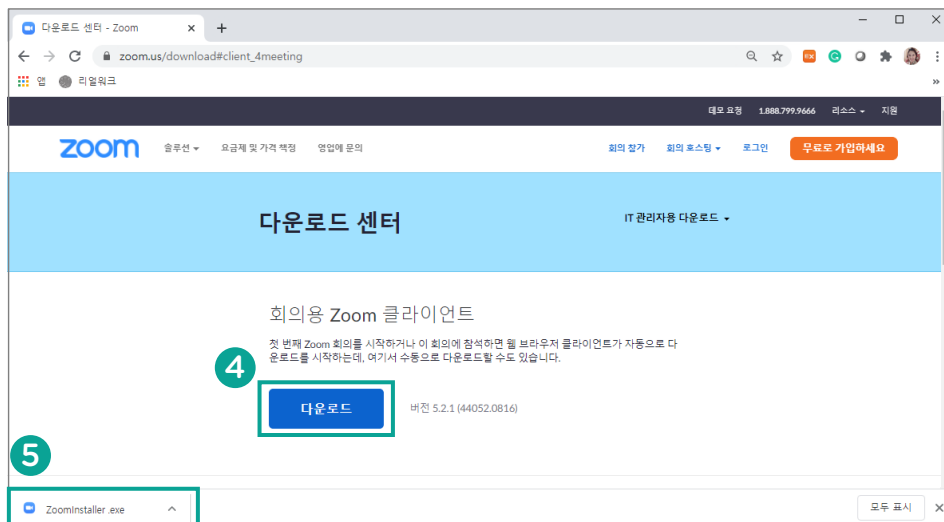 다운로드 센터 - Zoom
zoom.us/download#client_4meeting
앱 리얼워크
데모 요청 1.888.799.9666 리소스 지원
zoom 솔루션 요금제 및 가격 책정 영업에 문의 회의 참가 회의 호스팅 로그인 무료로 가입하세요
다운로드 센터 IT 관리자용 다운로드
회의용 Zoom 클라이언트
첫 번째 Zoom 회의를 시작하거나 이 회의에 참석하면 웹 브라우저 클라이언트가 자동으로 다
운로드를 시작하는데, 여기서 수동으로 다운로드할 수도 있습니다.
4
다운로드 버전 5.2.1 (44052.0816)
5
ZoomInstaller.exe 모두 표시